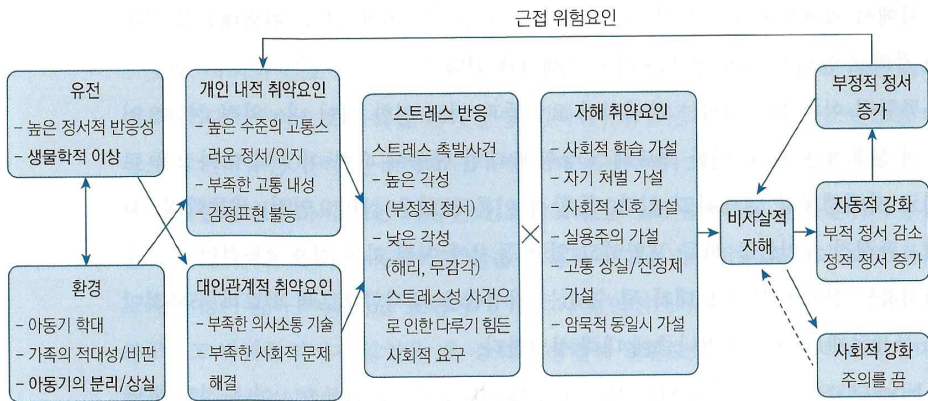 근접 위험요인
유전
- 높은 정서적 반응성
- 생물학적 이상
환경
- 아동기 학대
- 가족의 적대성/비판
- 아동기의 분리/상실
개인 내적 취약요인
- 높은 수준의 고통스
러운 정서/인지
- 부족한 고통 내성
- 감정표현 불능
대인관계적 취약요인
- 부족한 의사소통 기술
- 부족한 사회적 문제
해결
스트레스 반응
스트레스 촉발사건
- 높은 각성
(부정적 정서)
- 낮은 각성
(해리, 무감각)
- 스트레스성 사건으
로 인한 다루기 힘든
사회적 요구
자해 취약요인
- 사회적 학습 가설
- 자기 처벌 가설
- 사회적 신호 가설
- 실용주의 가설
- 고통 상실/진정제
가설
- 암묵적 동일시 가설
비자살적
자해
부정적 정서
증가
자동적 강화
부적 정서 감소
정적 정서 증가
사회적 강화
주의를 끔